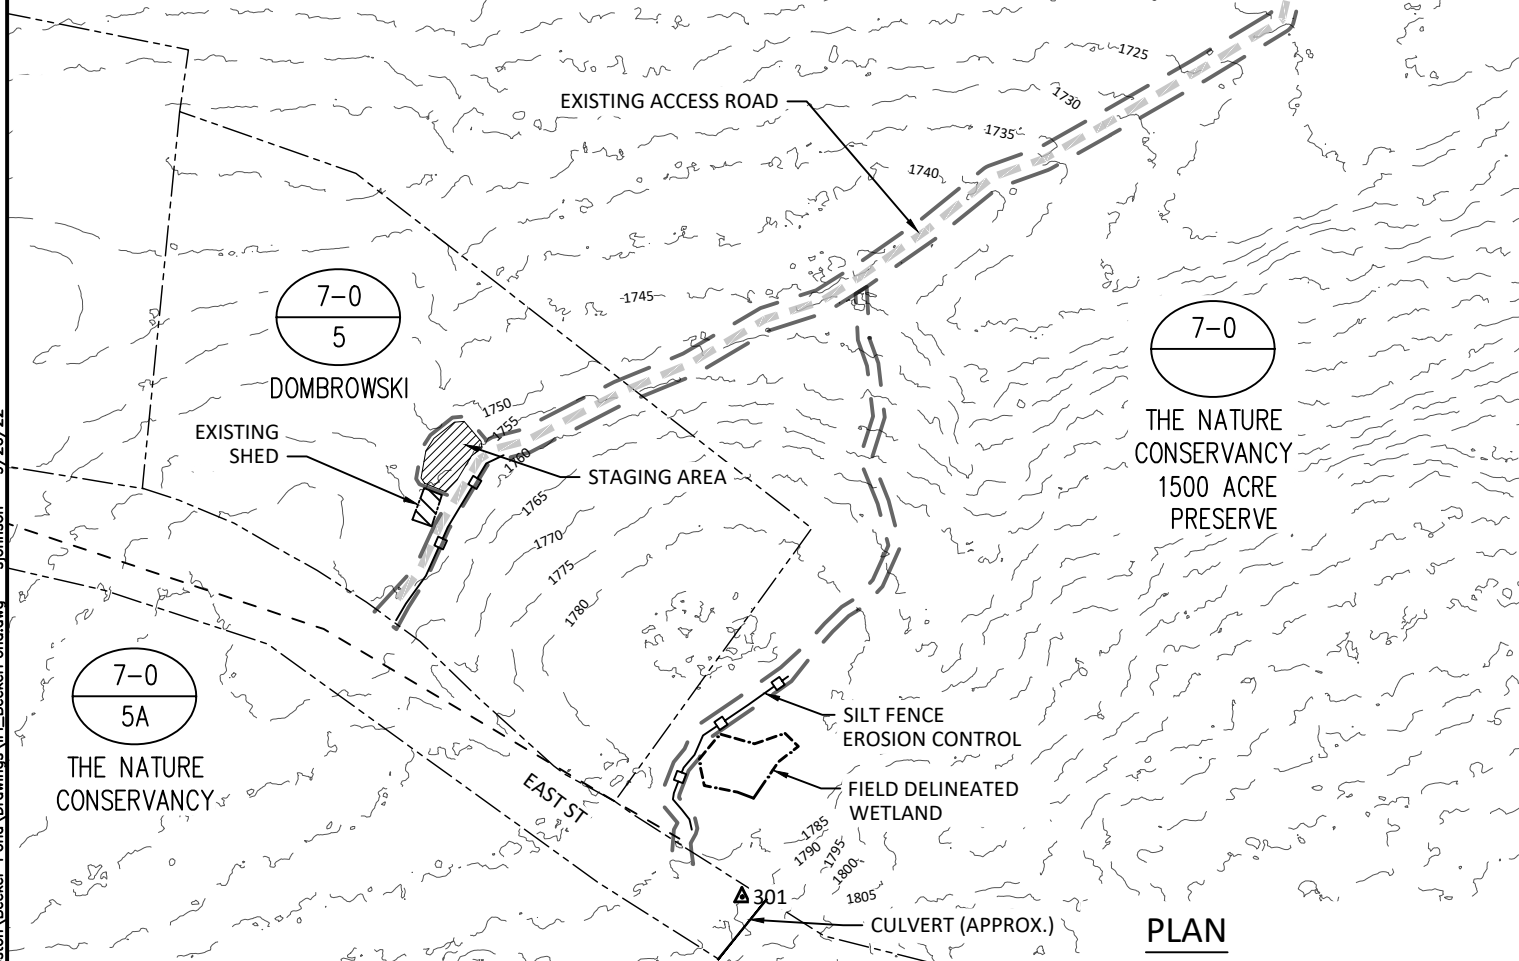 1725
EXISTING ACCESS ROAD
1730
1735
1740
1745
7-0
5
DOMBROWSKI
7-0
THE NATURE
CONSERVANCY
1500 ACRE
PRESERVE
1750
1755
1760
EXISTING
SHED
STAGING AREA
1765
1770
1775
1780
7-0
5A
THE NATURE
CONSERVANCY
SILT FENCE
EROSION CONTROL
FIELD DELINEATED
WETLAND
EAST ST
1785
1790
1795
1800
1805
301
CULVERT (APPROX.)
PLAN